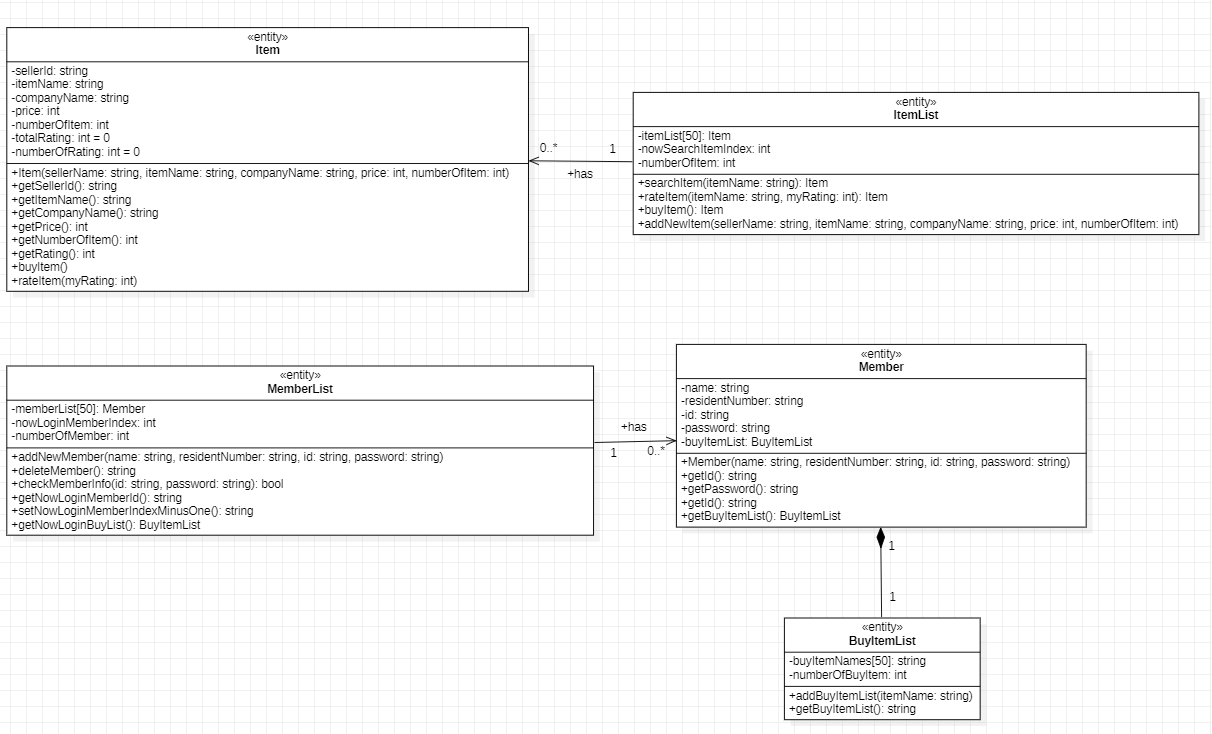 «entity»
Item
-sellerId: string
-itemName: string
-companyName: string
-price: int
-numberOfItem: int
-totalRating: int = 0
-numberOfRating: int = 0
+Item(sellerName: string, itemName: string, companyName: string, price: int, numberOfItem: int)
+getSellerId(): string
+getItemName(): string
+getCompanyName(): string
+getPrice(): int
+getNumberOfItem(): int
+getRating(): int
+buyItem()
+rateItem(myRating: int)
0..*
1
+has
«entity»
ItemList
-itemList[50]: Item
-nowSearchItemIndex: int
-numberOfItem: int
+searchItem(itemName: string): Item
+rateItem(itemName: string, myRating: int): Item
+buyItem(): Item
+addNewItem(sellerName: string, itemName: string, companyName: string, price: int, numberOfItem: int)
«entity»
MemberList
-memberList[50]: Member
-nowLoginMemberIndex: int
-numberOfMember: int
+addNewMember(name: string, residentNumber: string, id: string, password: string)
+deleteMember(): string
+checkMemberInfo(id: string, password: string): bool
+getNowLoginMemberId(): string
+setNowLoginMemberIndexMinusOne(): string
+getNowLoginBuyList(): BuyItemList
+has
1
0..*
«entity»
Member
-name: string
-residentNumber: string
-id: string
-password: string
-buyItemList: BuyItemList
+Member(name: string, residentNumber: string, id: string, password: string)
+getId(): string
+getPassword(): string
+getId(): string
+getBuyItemList(): BuyItemList
1
1
«entity»
BuyItemList
-buyItemNames[50]: string
-numberOfBuyItem: int
+addBuyItemList(itemName: string)
+getBuyItemList(): string